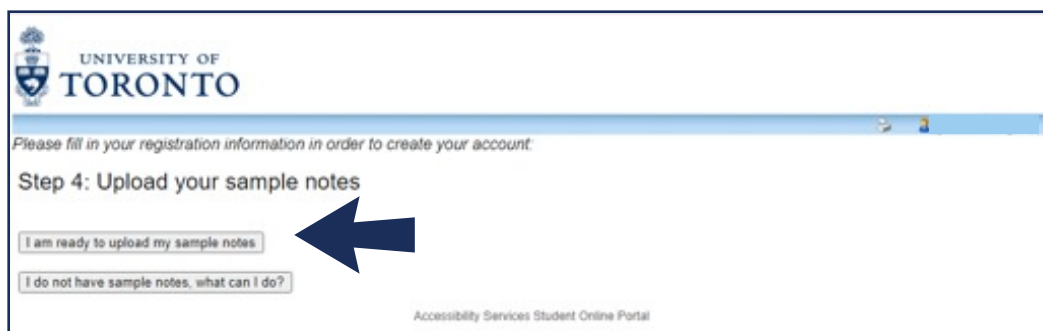 UNIVERSITY OF
TORONTO
Please fill in your registration information in order to create your account:
Step 4: Upload your sample notes
I am ready to upload my sample notes
I do not have sample notes, what can I do?
Accessibility Services Student Online Portal